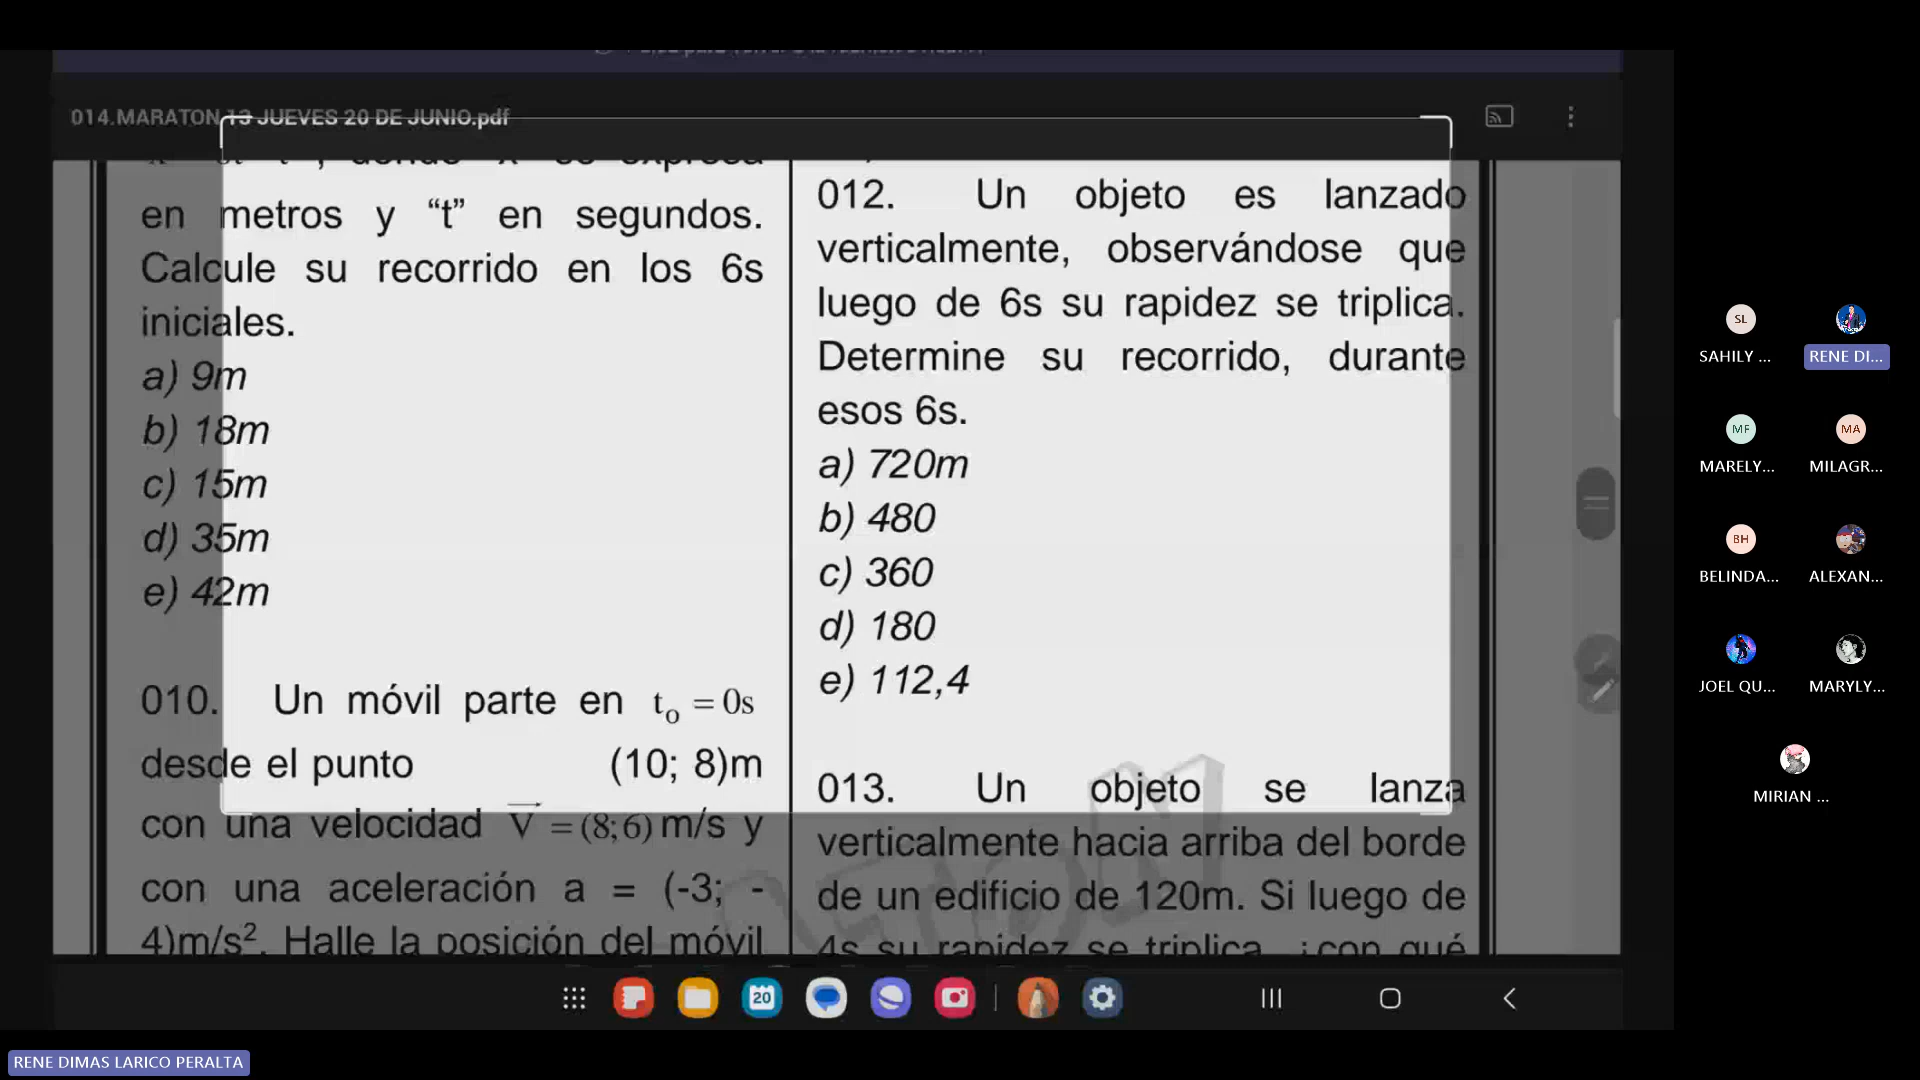 014.MARATON 13 JUEVES 20 DE JUNIO.pdf
en metros y “t” en segundos.
Calcule su recorrido en los 6s
iniciales.
a) 9m
b) 18m
c) 15m
d) 35m
e) 42m
010. Un móvil parte en t₀ = 0s
desde el punto (10; 8)m
con una velocidad V⃗ = (8; 6) m/s y
con una aceleración a = (-3; -
4)m/s². Halle la posición del móvil
012. Un objeto es lanzado
verticalmente, observándose que
luego de 6s su rapidez se triplica.
Determine su recorrido, durante
esos 6s.
a) 720m
b) 480
c) 360
d) 180
e) 112,4
013. Un objeto se lanza
verticalmente hacia arriba del borde
de un edificio de 120m. Si luego de
4s su rapidez se triplica, ¿con qué
20
SL
SAHILY ...
RENE DI...
MF
MARELY...
MA
MILAGR...
BH
BELINDA...
ALEXAN...
JOEL QU...
MARYLY...
MIRIAN ...
RENE DIMAS LARICO PERALTA